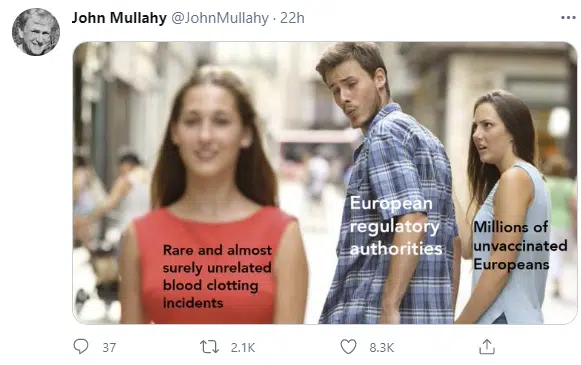 John Mullahy @JohnMullahy · 22h
European
regulatory
authorities
Millions of
unvaccinated
Europeans
Rare and almost
surely unrelated
blood clotting
incidents
37 2.1K 8.3K